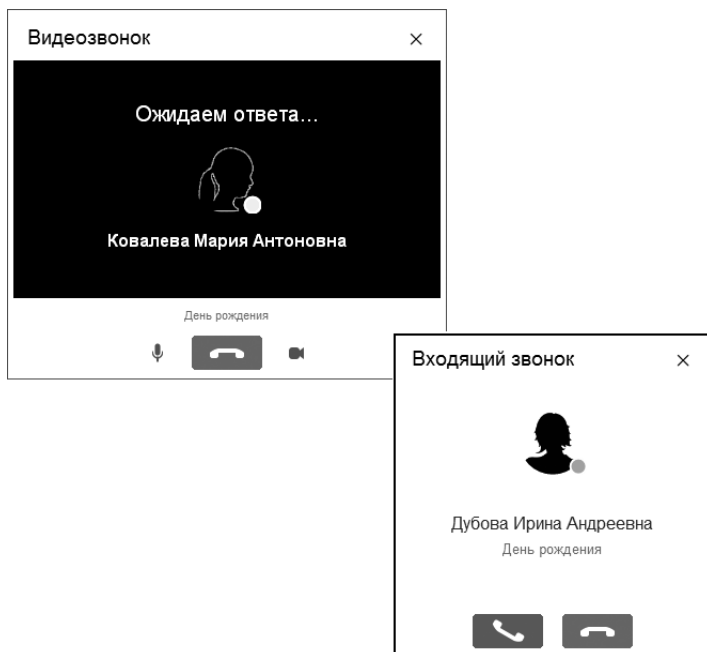 Видеозвонок
Ожидаем ответа...
Ковалева Мария Антоновна
День рождения
Входящий звонок
Дубова Ирина Андреевна
День рождения